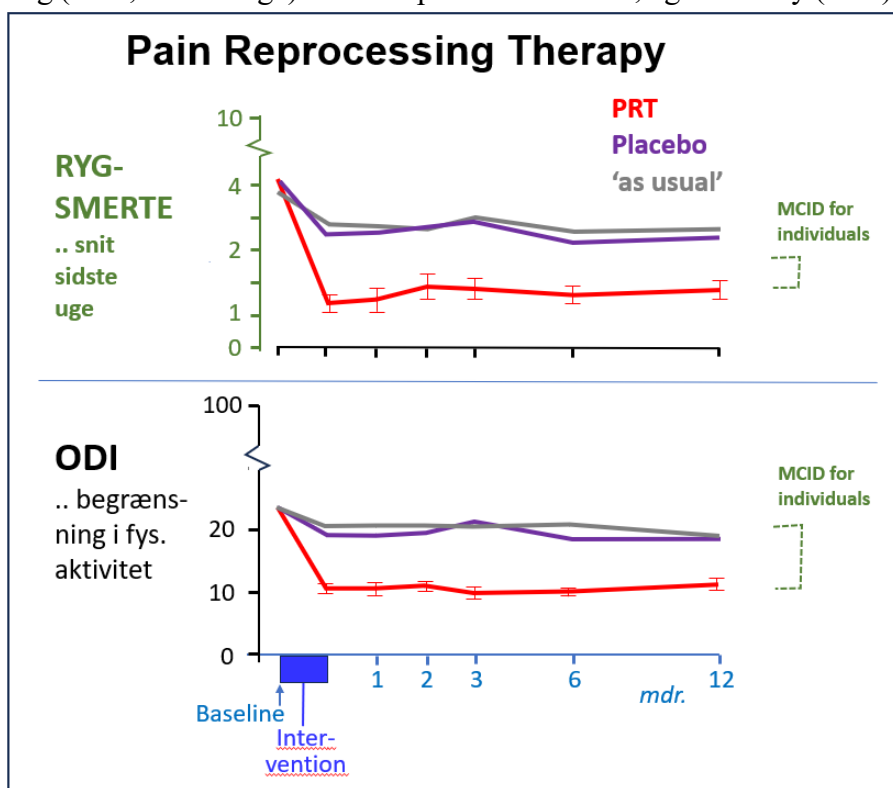 Pain Reprocessing Therapy
PRT
Placebo
'as usual'
RYG-
SMERTE
.. snit
sidste
uge
10
4
2
1
0
MCID for
individuals
100
ODI
.. begræns-
ning i fys.
aktivitet
20
10
0
MCID for
individuals
1 2 3 6 12
mdr.
Baseline
Inter-
vention